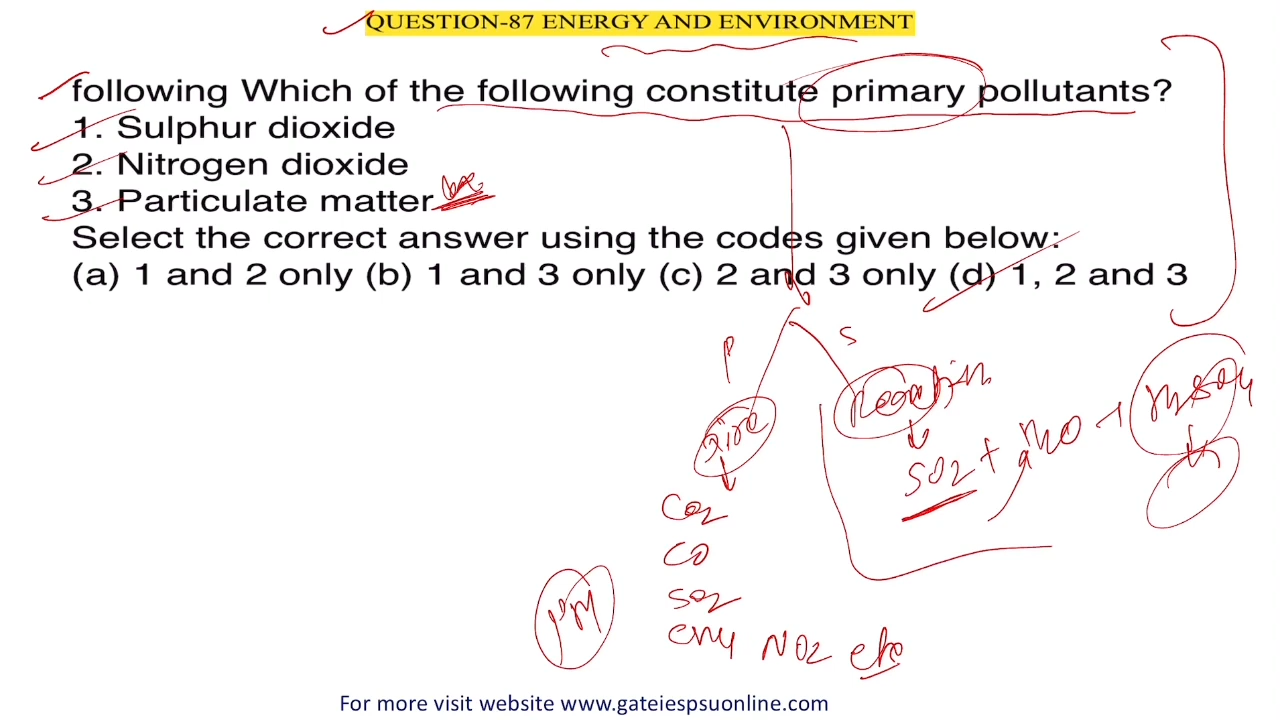 QUESTION-87 ENERGY AND ENVIRONMENT
following Which of the following constitute primary pollutants?
1. Sulphur dioxide
2. Nitrogen dioxide
3. Particulate matter
Select the correct answer using the codes given below:
(a) 1 and 2 only (b) 1 and 3 only (c) 2 and 3 only (d) 1, 2 and 3
P
S
Reaction
SO2 + H2O → H2SO4
CO2
CO
SO2
PM
CH4 NO2 etc
For more visit website www.gateiespsuonline.com